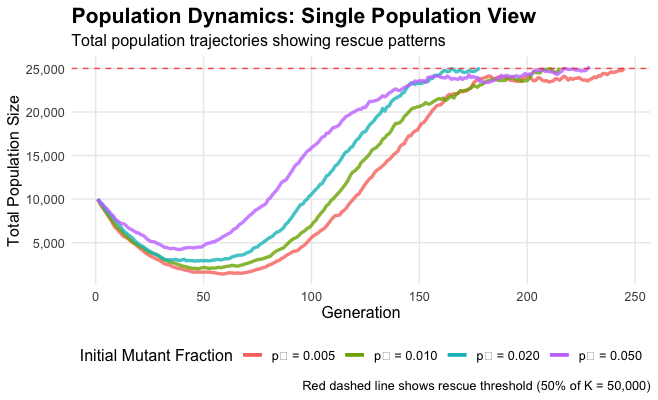 Population Dynamics: Single Population View
Total population trajectories showing rescue patterns
Total Population Size
25,000
20,000
15,000
10,000
5,000
0 50 100 150 200 250
Generation
Initial Mutant Fraction p▯ = 0.005 p▯ = 0.010 p▯ = 0.020 p▯ = 0.050
Red dashed line shows rescue threshold (50% of K = 50,000)